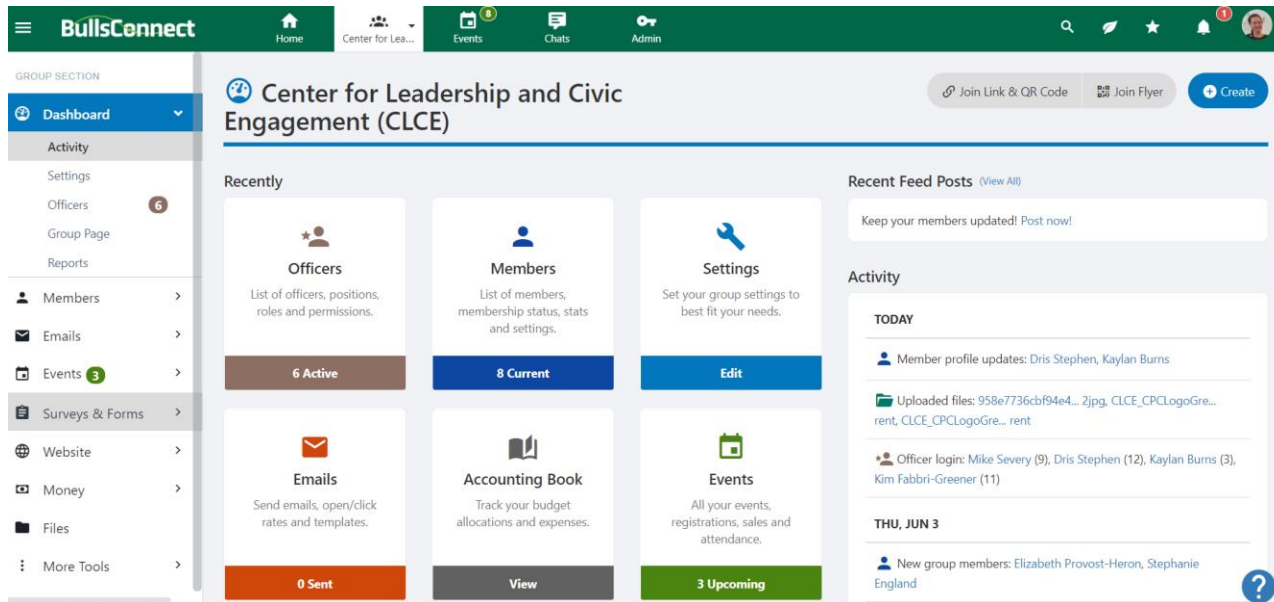 BullsConnect
Home
Center for Lea...
8
Events
Chats
Admin
1
GROUP SECTION
Dashboard
Activity
Settings
Officers 6
Group Page
Reports
Members
Emails
Events 3
Surveys & Forms
Website
Money
Files
More Tools
Center for Leadership and Civic
Engagement (CLCE)
Join Link & QR Code
Join Flyer
Create
Recently
Officers
List of officers, positions,
roles and permissions.
6 Active
Members
List of members,
membership status, stats
and settings.
8 Current
Settings
Set your group settings to
best fit your needs.
Edit
Emails
Send emails, open/click
rates and templates.
0 Sent
Accounting Book
Track your budget
allocations and expenses.
View
Events
All your events,
registrations, sales and
attendance.
3 Upcoming
Recent Feed Posts (View All)
Keep your members updated! Post now!
Activity
TODAY
Member profile updates: Dris Stephen, Kaylan Burns
Uploaded files: 958e7736cbf94e4... 2jpg, CLCE_CPCLogoGre...
rent, CLCE_CPCLogoGre... rent
Officer login: Mike Severy (9), Dris Stephen (12), Kaylan Burns (3),
Kim Fabbri-Greener (11)
THU, JUN 3
New group members: Elizabeth Provost-Heron, Stephanie
England
?